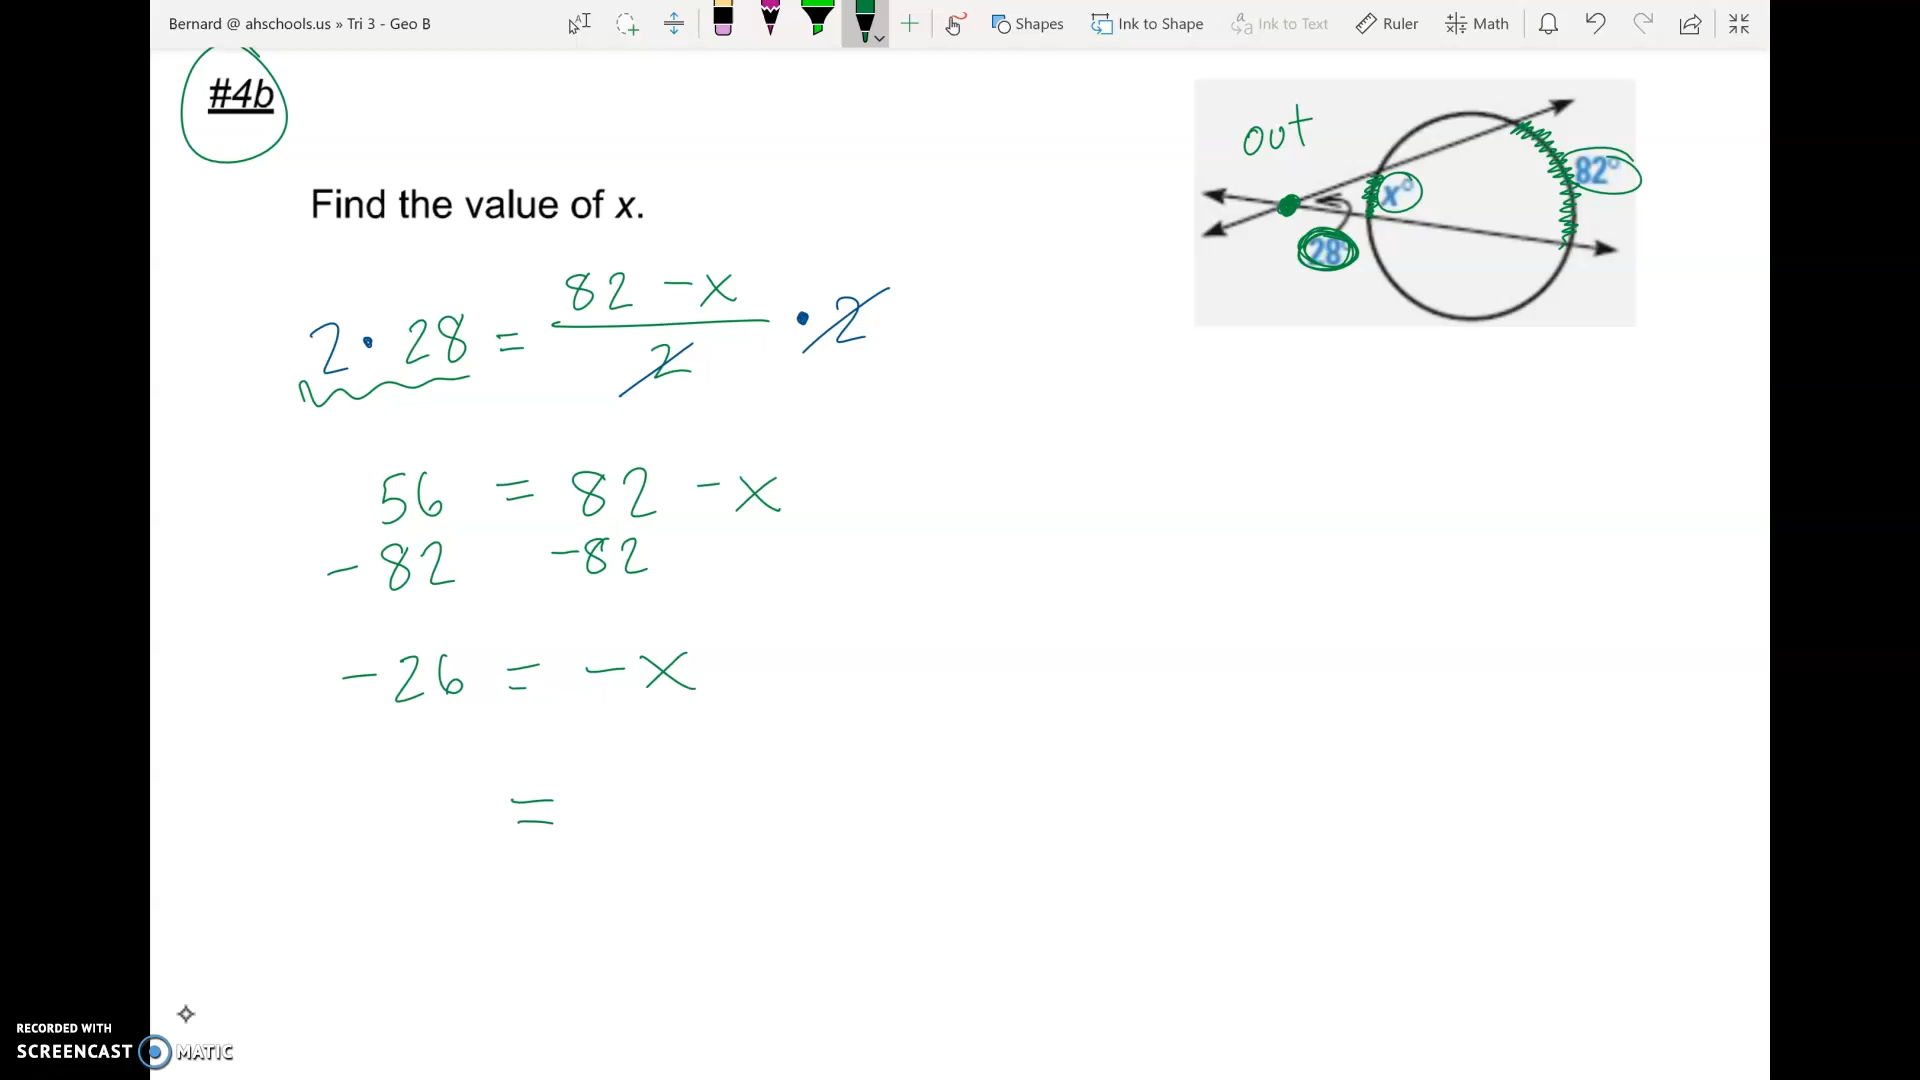 Bernard @ ahschools.us » Tri 3 - Geo B
Shapes
Ink to Shape
Ink to Text
Ruler
Math
#4b
out
82°
x°
28
Find the value of x.
2 · 28 = 82 - x / 2 · 2
56 = 82 - x
- 82 - 82
- 26 = - x
=
RECORDED WITH
SCREENCAST MATIC